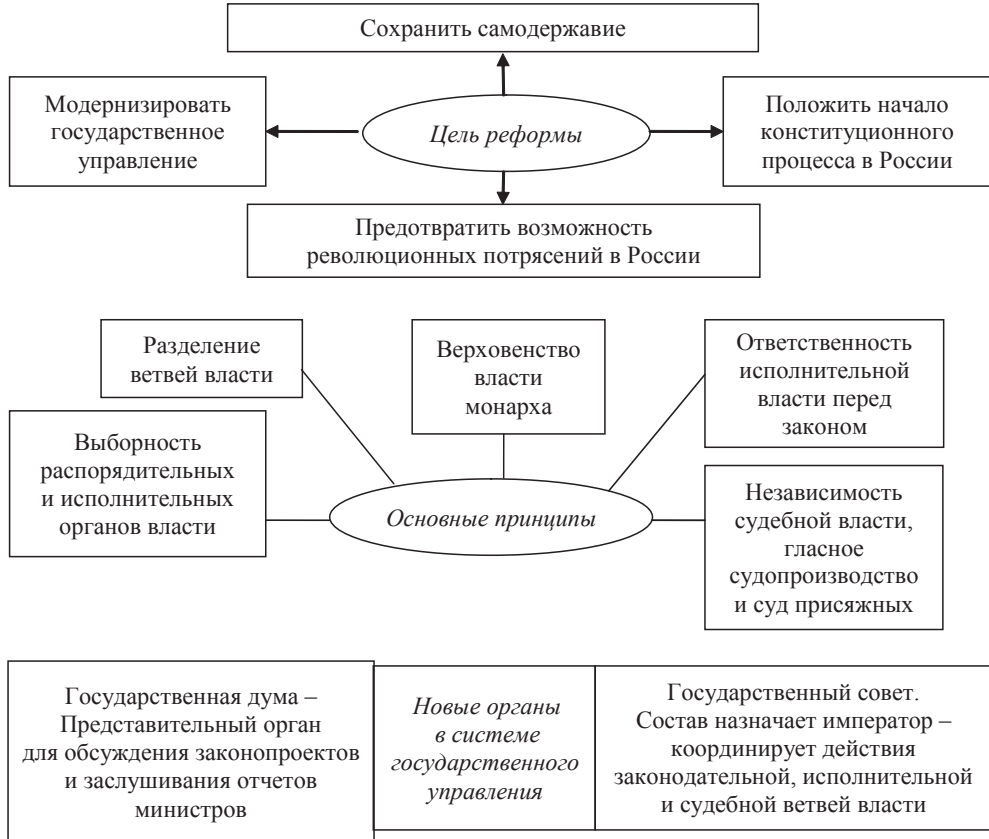 Сохранить самодержавие
Модернизировать
государственное
управление
Цель реформы
Положить начало
конституционного
процесса в России
Предотвратить возможность
революционных потрясений в России
Разделение
ветвей власти
Верховенство
власти
монарха
Ответственность
исполнительной
власти перед
законом
Выборность
распорядительных
и исполнительных
органов власти
Основные принципы
Независимость
судебной власти,
гласное
судопроизводство
и суд присяжных
Государственная дума –
Представительный орган
для обсуждения законопроектов
и заслушивания отчетов
министров
Новые органы
в системе
государственного
управления
Государственный совет.
Состав назначает император –
координирует действия
законодательной, исполнительной
и судебной ветвей власти